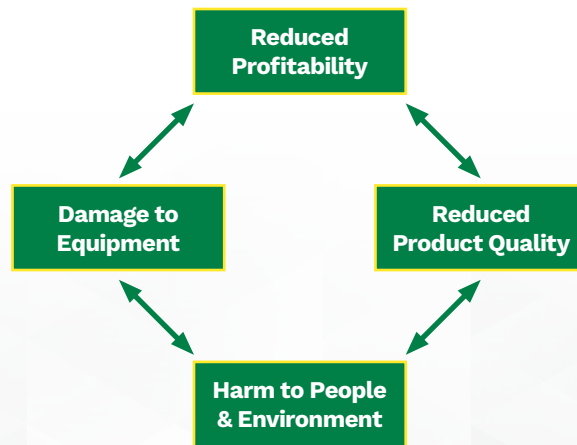 Reduced
Profitability
Damage to
Equipment
Reduced
Product Quality
Harm to People
& Environment